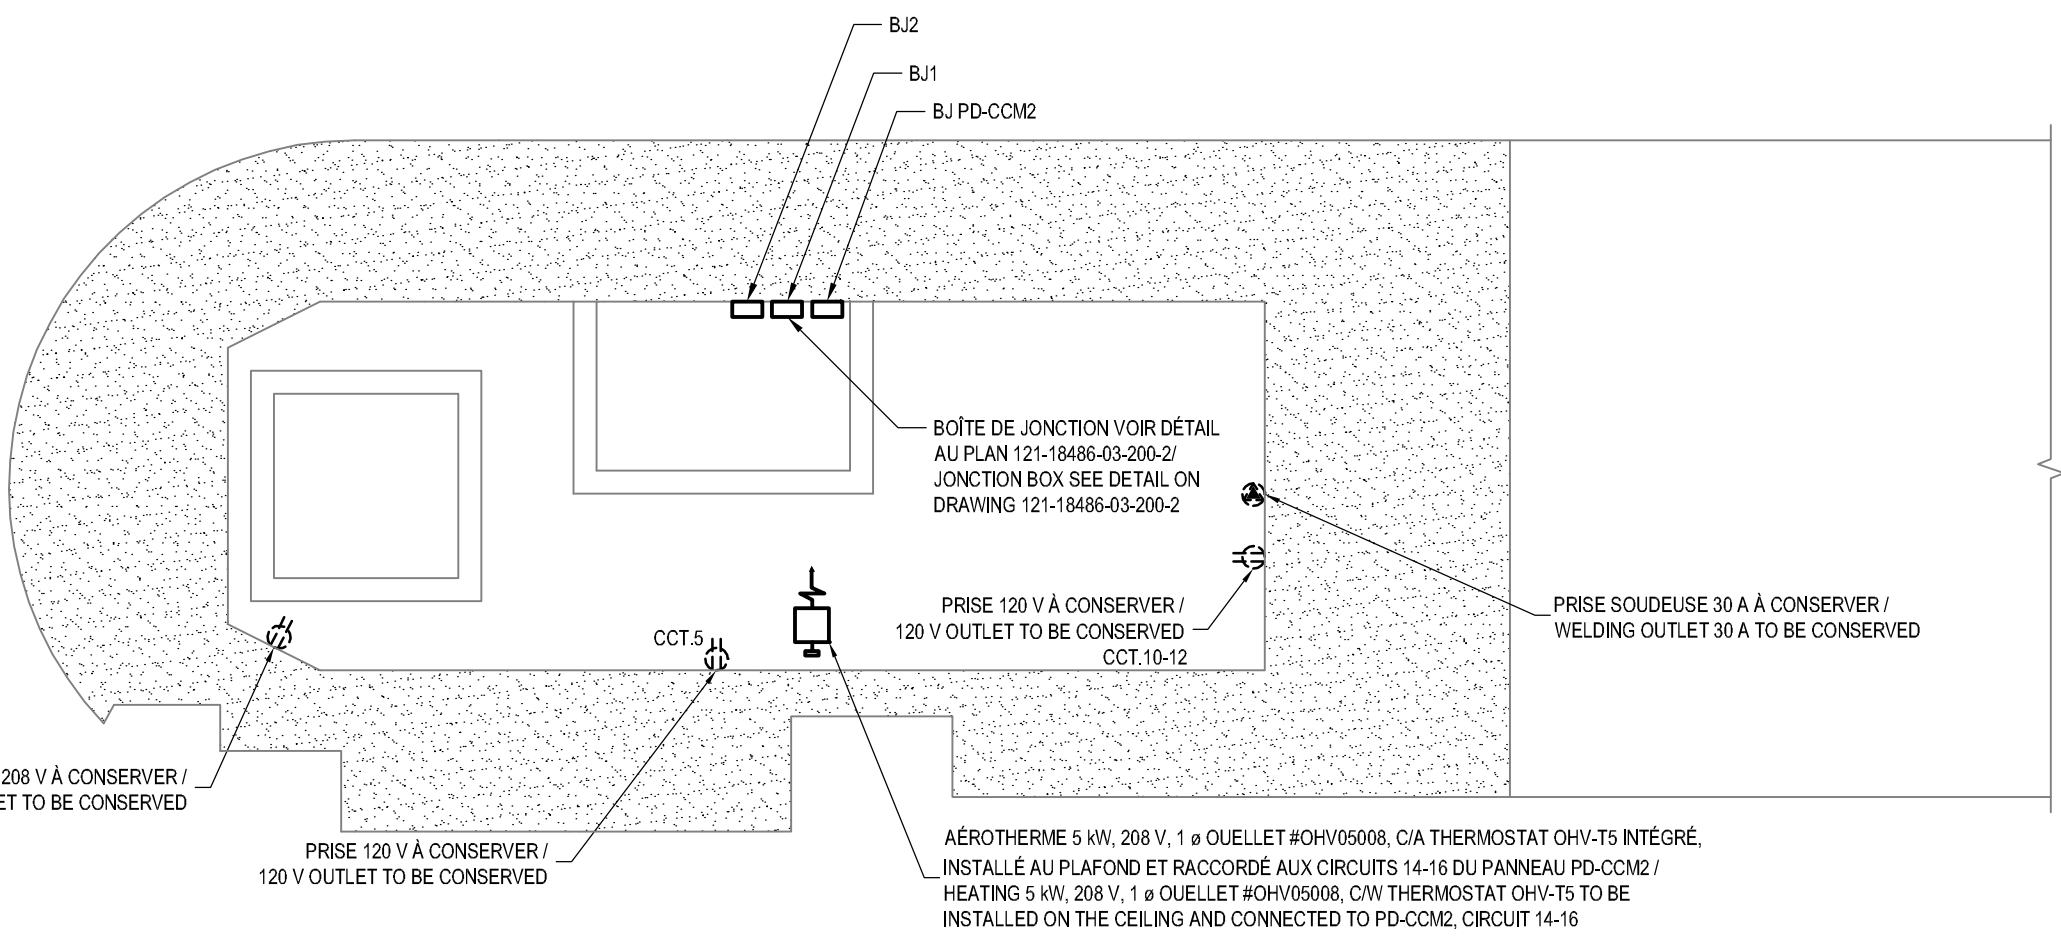 BJ2
BJ1
BJ PD-CCM2
BOÎTE DE JONCTION VOIR DÉTAIL
AU PLAN 121-18486-03-200-2/
JONCTION BOX SEE DETAIL ON
DRAWING 121-18486-03-200-2
PRISE 120 V À CONSERVER /
120 V OUTLET TO BE CONSERVED
CCT.10-12
PRISE SOUDEUSE 30 A À CONSERVER /
WELDING OUTLET 30 A TO BE CONSERVED
CCT.5
208 V À CONSERVER /
TO BE CONSERVED
PRISE 120 V À CONSERVER /
120 V OUTLET TO BE CONSERVED
AÉROTHERME 5 kW, 208 V, 1 ø OUELLET #OHV05008, C/A THERMOSTAT OHV-T5 INTÉGRÉ,
INSTALLÉ AU PLAFOND ET RACCORDÉ AUX CIRCUITS 14-16 DU PANNEAU PD-CCM2 /
HEATING 5 kW, 208 V, 1 ø OUELLET #OHV05008, C/W THERMOSTAT OHV-T5 TO BE
INSTALLED ON THE CEILING AND CONNECTED TO PD-CCM2, CIRCUIT 14-16